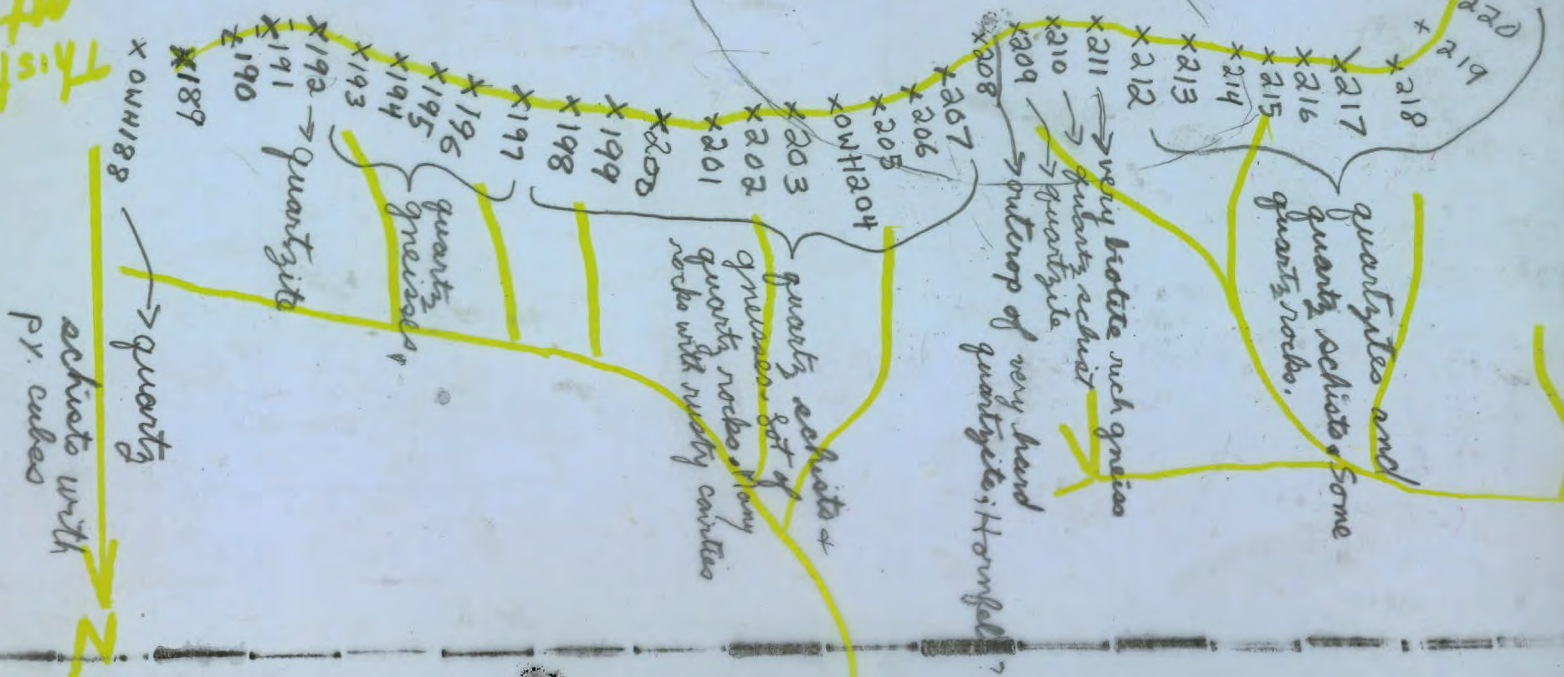 220
219
218
217
216
215
214
213
212
quartzites and
quartz schists & Some
quartz rocks.
211 → very biotite rich gneiss
210 → quartz schist
209 → quartzite
208 → outcrop of very hard
quartzite, Hornfels?
207
206
205
OWH204
203
202
201
200
199
198
quartz schists &
gneisses. Lot of
quartz rocks. Many
rocks with rusty cavities
197
196
195
194
193
quartz
gneisses,
192 → quartzite
191
190
189
OWH188 → quartz
N
schists with
py. cubes
This